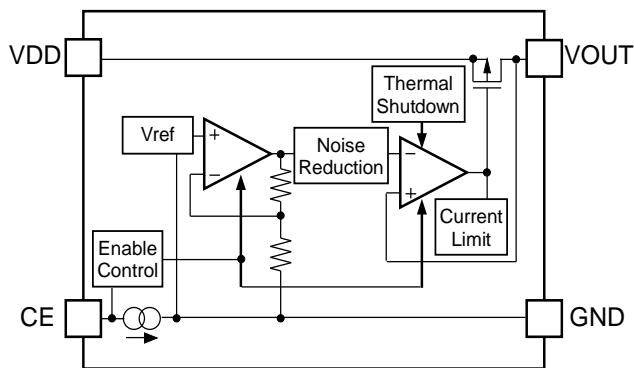 VDD
VOUT
Thermal
Shutdown
Vref
+
−
Noise
Reduction
−
+
Current
Limit
Enable
Control
CE
GND